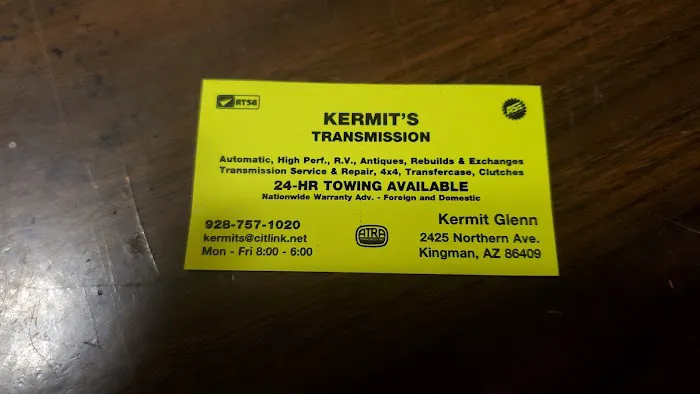 ATSG
ASE
KERMIT'S
TRANSMISSION
Automatic, High Perf., R.V., Antiques, Rebuilds & Exchanges
Transmission Service & Repair, 4x4, Transfercase, Clutches
24-HR TOWING AVAILABLE
Nationwide Warranty Adv. - Foreign and Domestic
928-757-1020
kermits@citlink.net
Mon - Fri 8:00 - 6:00
ATRA
Kermit Glenn
2425 Northern Ave.
Kingman, AZ 86409